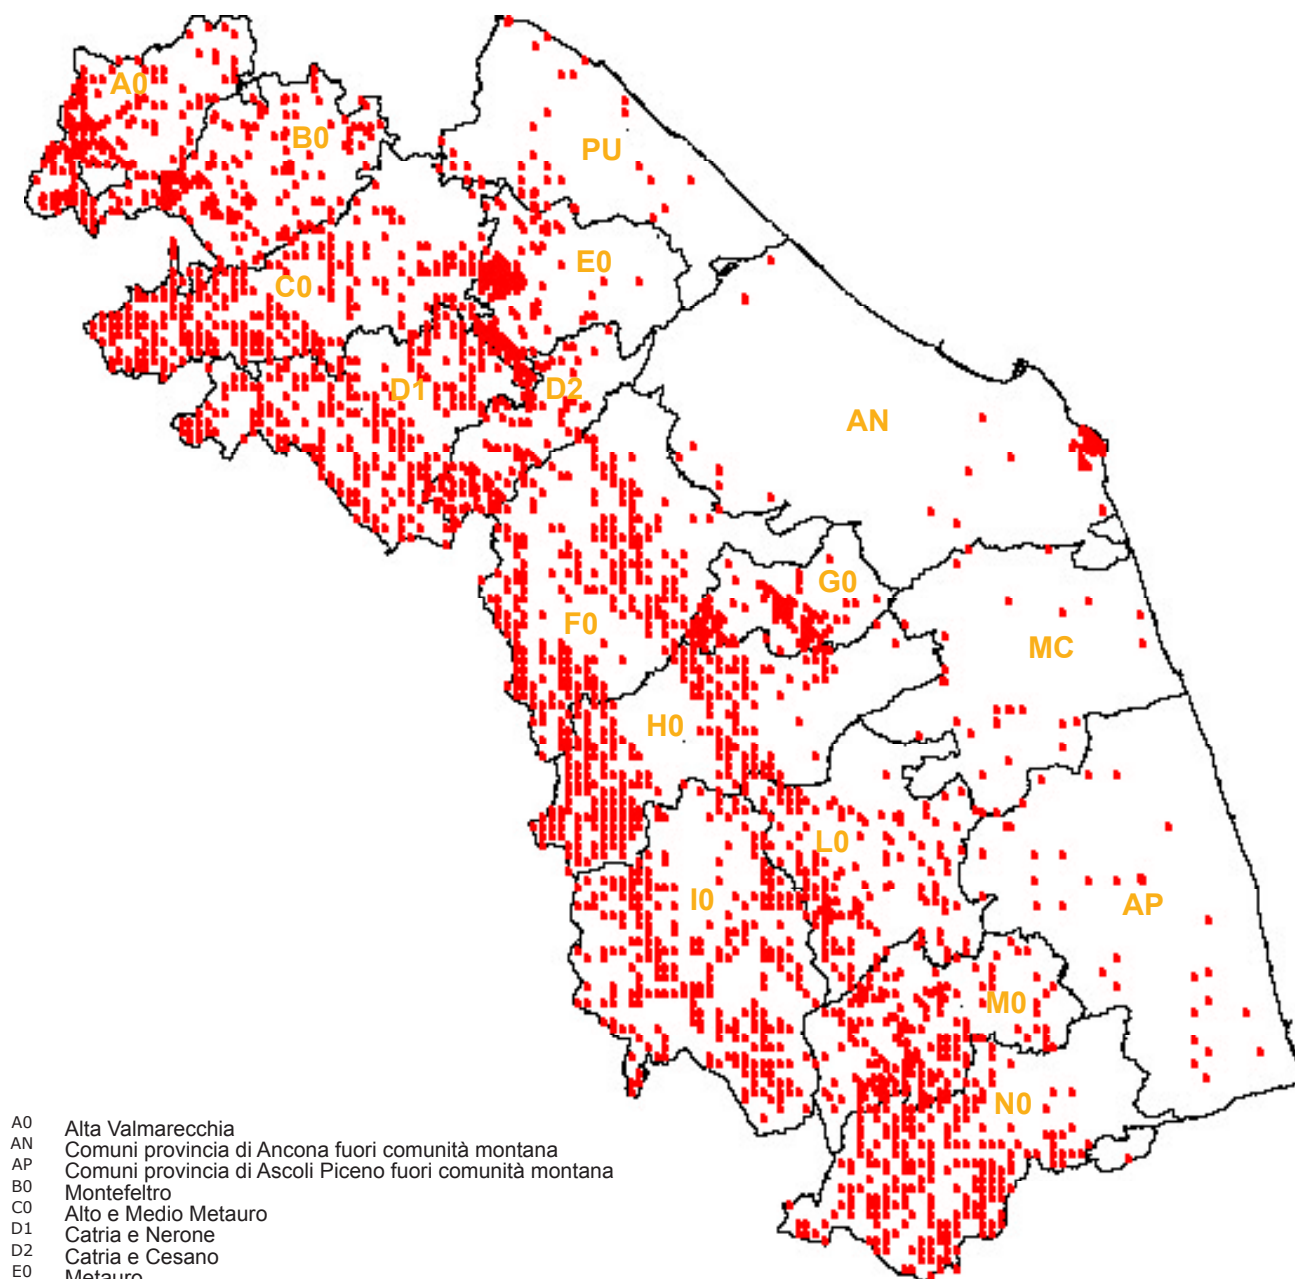 A0
B0
PU
E0
C0
D1
D2
AN
G0
F0
MC
H0
L0
I0
AP
M0
N0
A0 Alta Valmarecchia
AN Comuni provincia di Ancona fuori comunità montana
AP Comuni provincia di Ascoli Piceno fuori comunità montana
B0 Montefeltro
C0 Alto e Medio Metauro
D1 Catria e Nerone
D2 Catria e Cesano
E0 Metauro